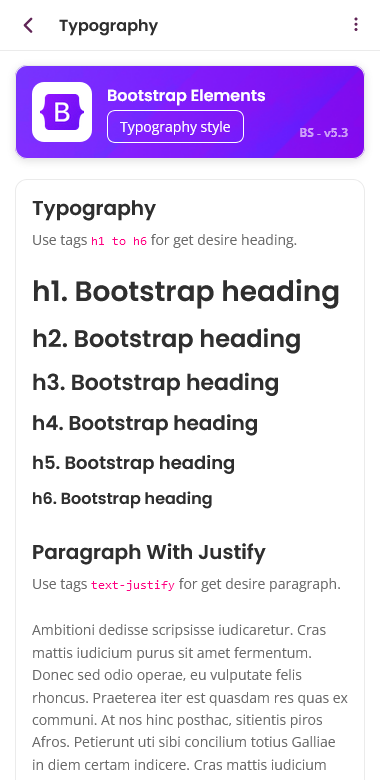 Typography
B
Bootstrap Elements
Typography style
BS - v5.3
Typography
Use tags h1 to h6 for get desire heading.
h1. Bootstrap heading
h2. Bootstrap heading
h3. Bootstrap heading
h4. Bootstrap heading
h5. Bootstrap heading
h6. Bootstrap heading
Paragraph With Justify
Use tags text-justify for get desire paragraph.
Ambitioni dedisse scripsisse iudicaretur. Cras
mattis iudicium purus sit amet fermentum.
Donec sed odio operae, eu vulputate felis
rhoncus. Praeterea iter est quasdam res quas ex
communi. At nos hinc posthac, sitientis piros
Afros. Petierunt uti sibi concilium totius Galliae
in diem certam indicere. Cras mattis iudicium